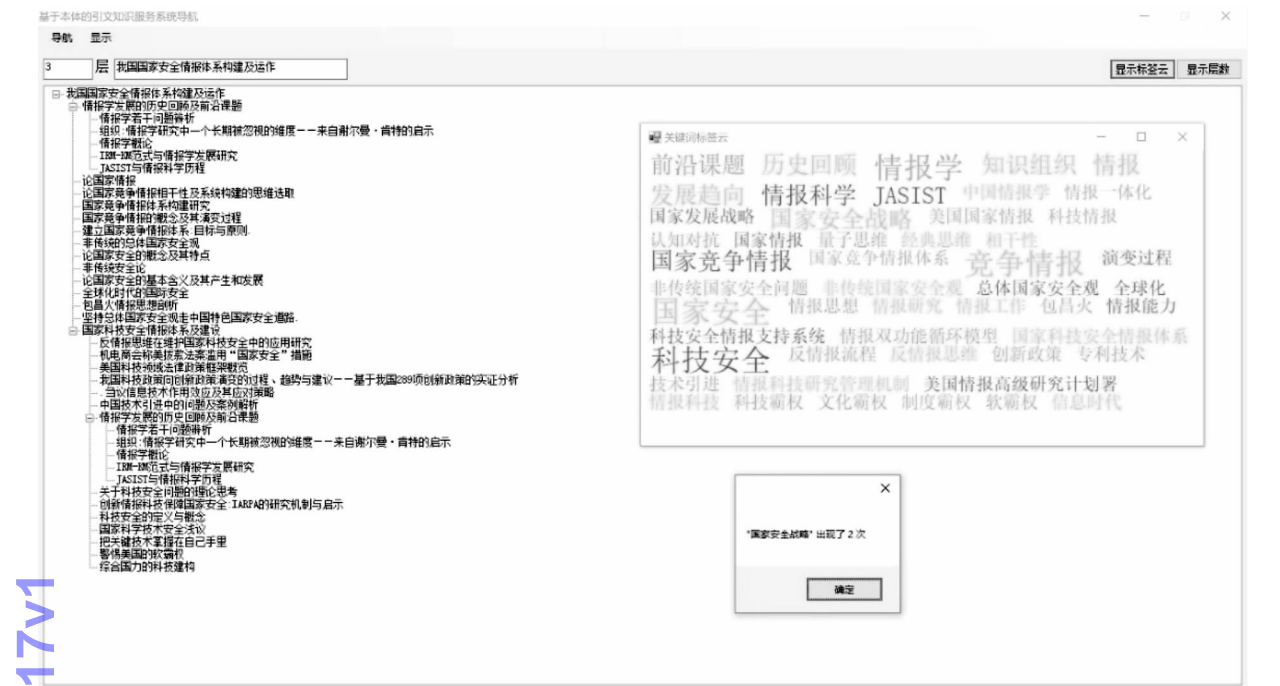 基于本体的引文知识服务系统导航
导航 显示
3 层 我国国家安全情报体系构建及运作 显示标签云 显示层数
我国国家安全情报体系构建及运作
情报学发展的历史回顾及前沿课题
情报学若干问题辨析
组织:情报学研究中一个长期被忽视的维度--来自谢尔曼·肯特的启示
情报学概论
IRM-KM范式与情报学发展研究
JASIST与情报科学历程
论国家情报
论国家竞争情报相干性及系统构建的思维选取
国家竞争情报体系构建研究
国家竞争情报的概念及其演变过程
建立国家竞争情报体系:目标与原则.
非传统的总体国家安全观
论国家安全的概念及其特点
非传统安全论
论国家安全的基本含义及其产生和发展
全球化时代的国际安全
包昌火情报思想剖析
坚持总体国家安全观走中国特色国家安全道路.
国家科技安全情报体系及建设
反情报思维在维护国家科技安全中的应用研究
机电商会称美拨款法案滥用“国家安全”措施
美国科技领域法律政策框架概览
我国科技政策向创新政策演变的过程、趋势与建议--基于我国289项创新政策的实证分析
. 刍议信息技术作用效应及其应对策略
中国技术引进中的问题及案例解析
情报学发展的历史回顾及前沿课题
情报学若干问题辨析
组织:情报学研究中一个长期被忽视的维度--来自谢尔曼·肯特的启示
情报学概论
IRM-KM范式与情报学发展研究
JASIST与情报科学历程
关于科技安全问题的理论思考
创新情报科技保障国家安全:IARPA的研究机制与启示
科技安全的定义与概念
国家科学技术安全浅议
把关键技术掌握在自己手里
警惕美国的软霸权
综合国力的科技建构
关键词标签云
前沿课题 历史回顾 情报学 知识组织 情报
发展趋向 情报科学 JASIST 中国情报学 情报一体化
国家发展战略 国家安全战略 美国国家情报 科技情报
认知对抗 国家情报 量子思维 经典思维 相干性
国家竞争情报 国家竞争情报体系 竞争情报 演变过程
非传统国家安全问题 非传统国家安全观 总体国家安全观 全球化
国家安全 情报思想 情报研究 情报工作 包昌火 情报能力
科技安全情报支持系统 情报双功能循环模型 国家科技安全情报体系
科技安全 反情报流程 反情报思维 创新政策 专利技术
技术引进 情报科技研究管理机制 美国情报高级研究计划署
情报科技 科技霸权 文化霸权 制度霸权 软霸权 信息时代
"国家安全战略" 出现了 2 次
确定
17v1